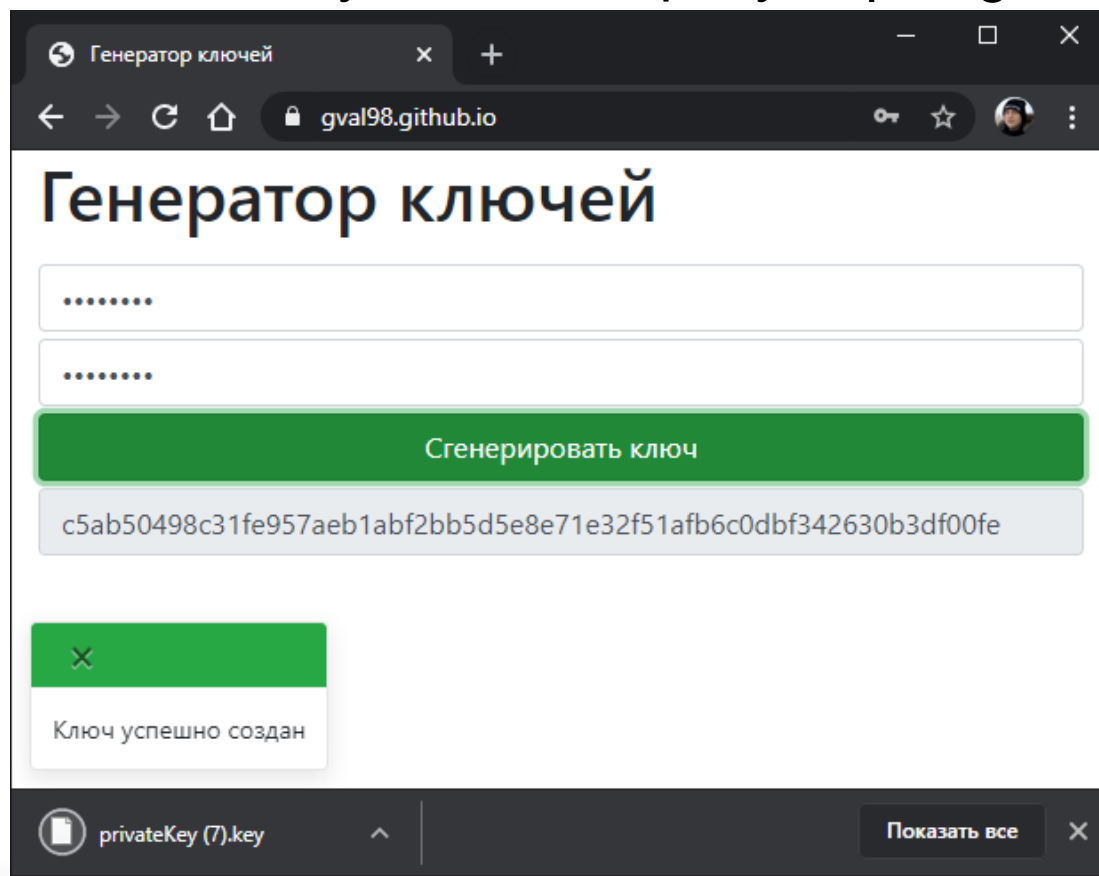 Генератор ключей
gval98.github.io
Генератор ключей
••••••••
••••••••
Сгенерировать ключ
c5ab50498c31fe957aeb1abf2bb5d5e8e71e32f51afb6c0dbf342630b3df00fe
Ключ успешно создан
privateKey (7).key
Показать все